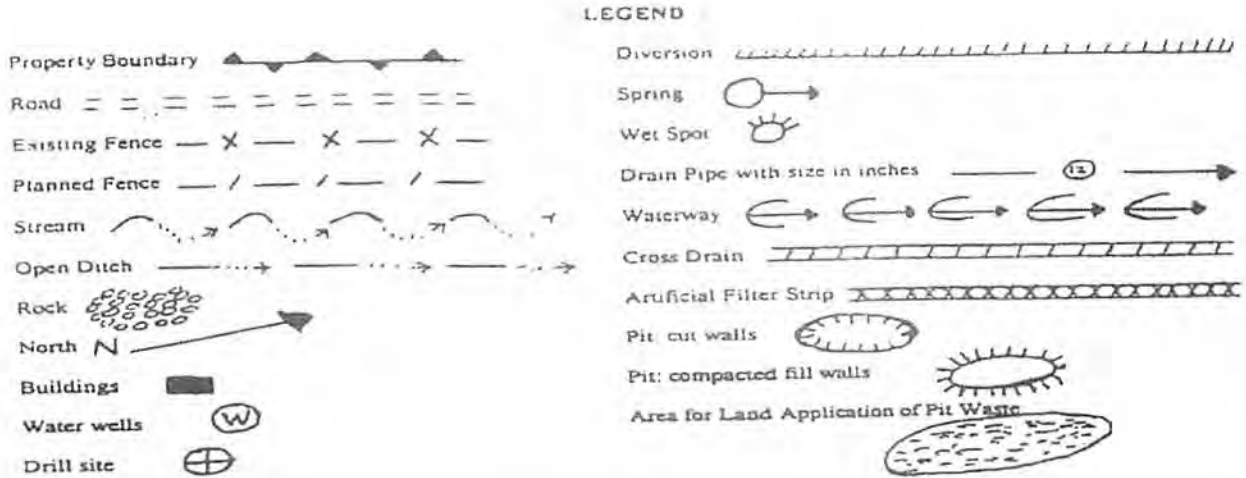 LEGEND
Property Boundary
Road
Existing Fence
Planned Fence
Stream
Open Ditch
Rock
North N
Buildings
Water wells W
Drill site
Diversion
Spring
Wet Spot
Drain Pipe with size in inches 12
Waterway
Cross Drain
Artificial Filter Strip
Pit: cut walls
Pit: compacted fill walls
Area for Land Application of Pit Waste